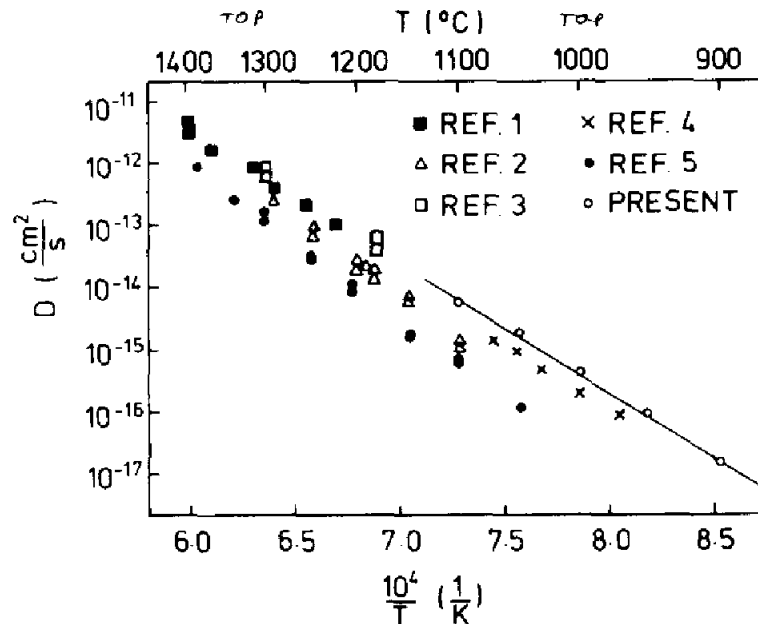 TOP T (°C) TOP
1400 1300 1200 1100 1000 900
10⁻¹¹
10⁻¹²
10⁻¹³
10⁻¹⁴
10⁻¹⁵
10⁻¹⁶
10⁻¹⁷
D (cm²/s)
■ REF. 1 × REF. 4
△ REF. 2 ● REF. 5
□ REF. 3 ○ PRESENT
6.0 6.5 7.0 7.5 8.0 8.5
10⁴/T (1/K)